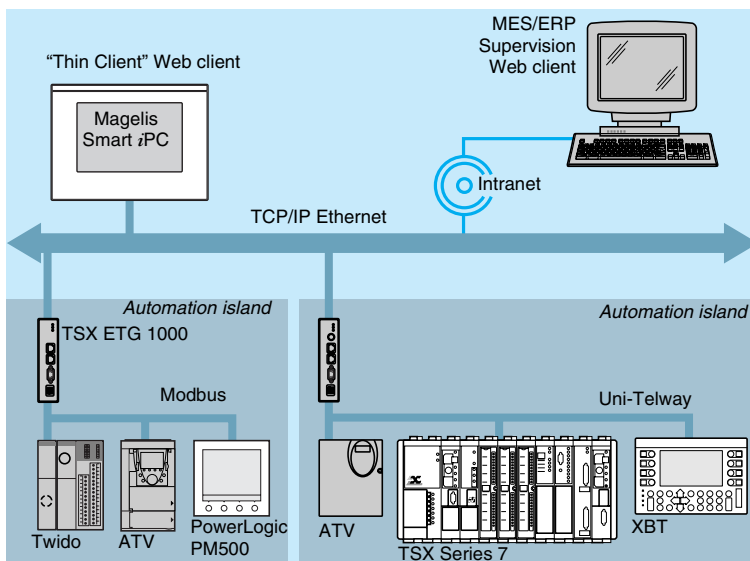 MES/ERP
Supervision
Web client
“Thin Client” Web client
Magelis
Smart iPC
Intranet
TCP/IP Ethernet
Automation island
Automation island
TSX ETG 1000
Modbus
Uni-Telway
Twido
ATV
PowerLogic
PM500
ATV
TSX Series 7
XBT